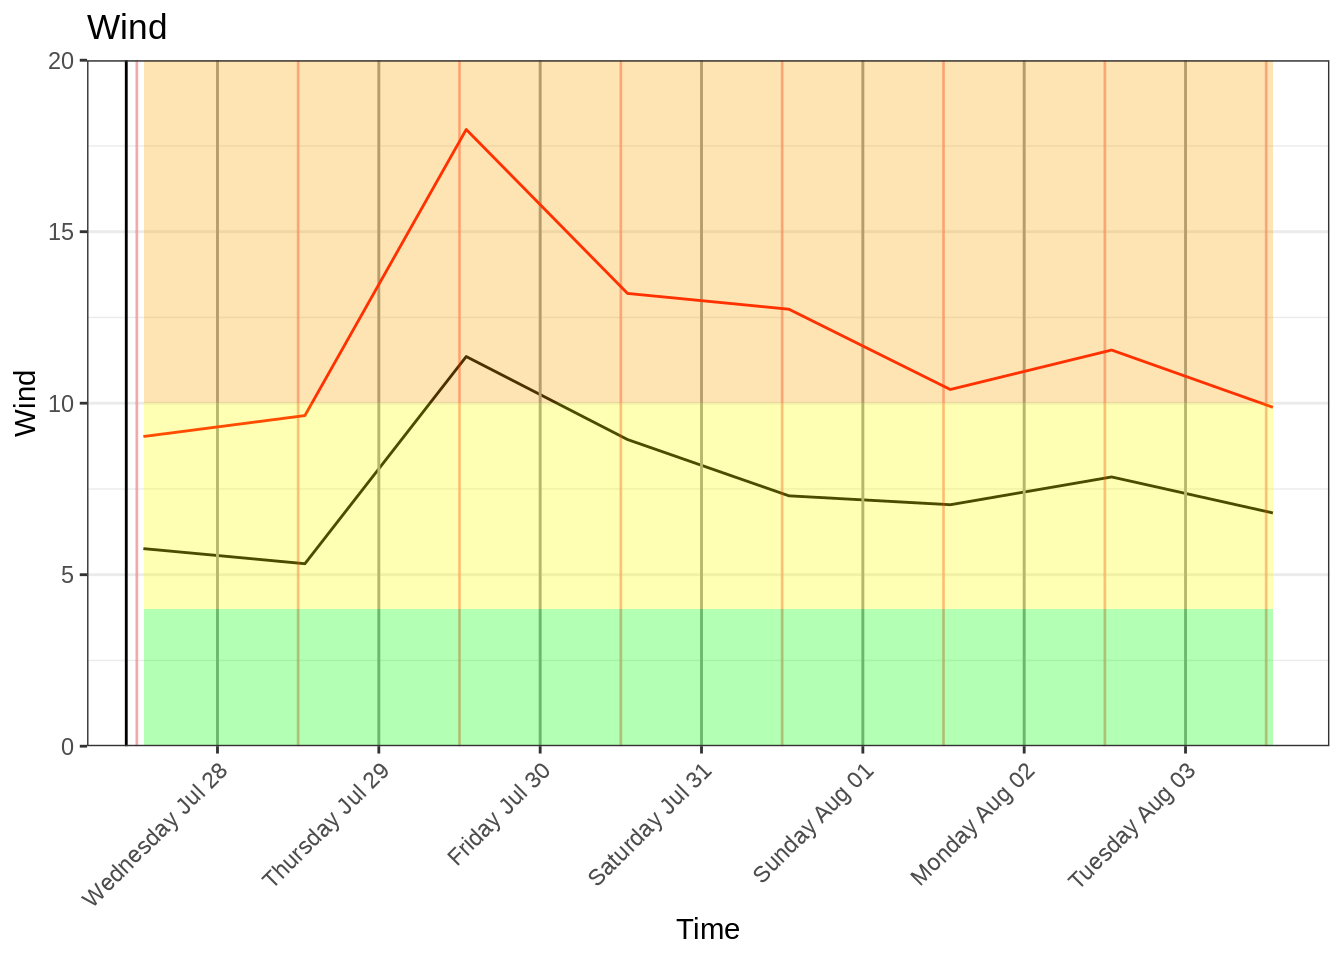 Wind
20
15
10
5
0
Wind
Wednesday Jul 28
Thursday Jul 29
Friday Jul 30
Saturday Jul 31
Sunday Aug 01
Monday Aug 02
Tuesday Aug 03
Time